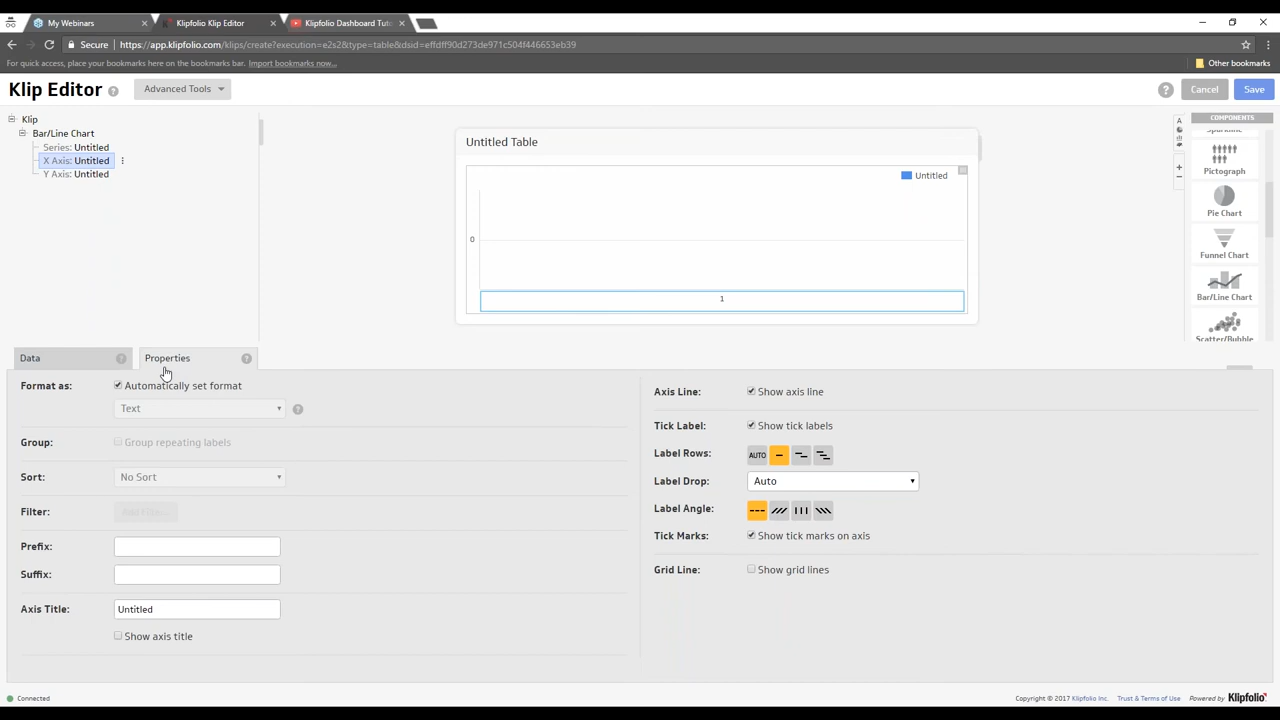 My Webinars
Klipfolio Klip Editor
Klipfolio Dashboard Tuto
Secure
https://app.klipfolio.com/klips/create?execution=e2s2&type=table&dsid=effdff90d273de971c504f446653eb39
For quick access, place your bookmarks here on the bookmarks bar. Import bookmarks now...
Other bookmarks
Klip Editor ?
Advanced Tools
?
Cancel
Save
Klip
Bar/Line Chart
Series: Untitled
X Axis: Untitled
Y Axis: Untitled
Untitled Table
Untitled
0
1
A
COMPONENTS
Sparkline
Pictograph
Pie Chart
Funnel Chart
Bar/Line Chart
Scatter/Bubble
Data ?
Properties ?
Format as:
Automatically set format
Text
?
Group:
Group repeating labels
Sort:
No Sort
Filter:
Prefix:
Suffix:
Axis Title:
Untitled
Show axis title
Axis Line:
Show axis line
Tick Label:
Show tick labels
Label Rows:
AUTO
Label Drop:
Auto
Label Angle:
Tick Marks:
Show tick marks on axis
Grid Line:
Show grid lines
Connected
Copyright © 2017 Klipfolio Inc.
Trust & Terms of Use
Powered by Klipfolio